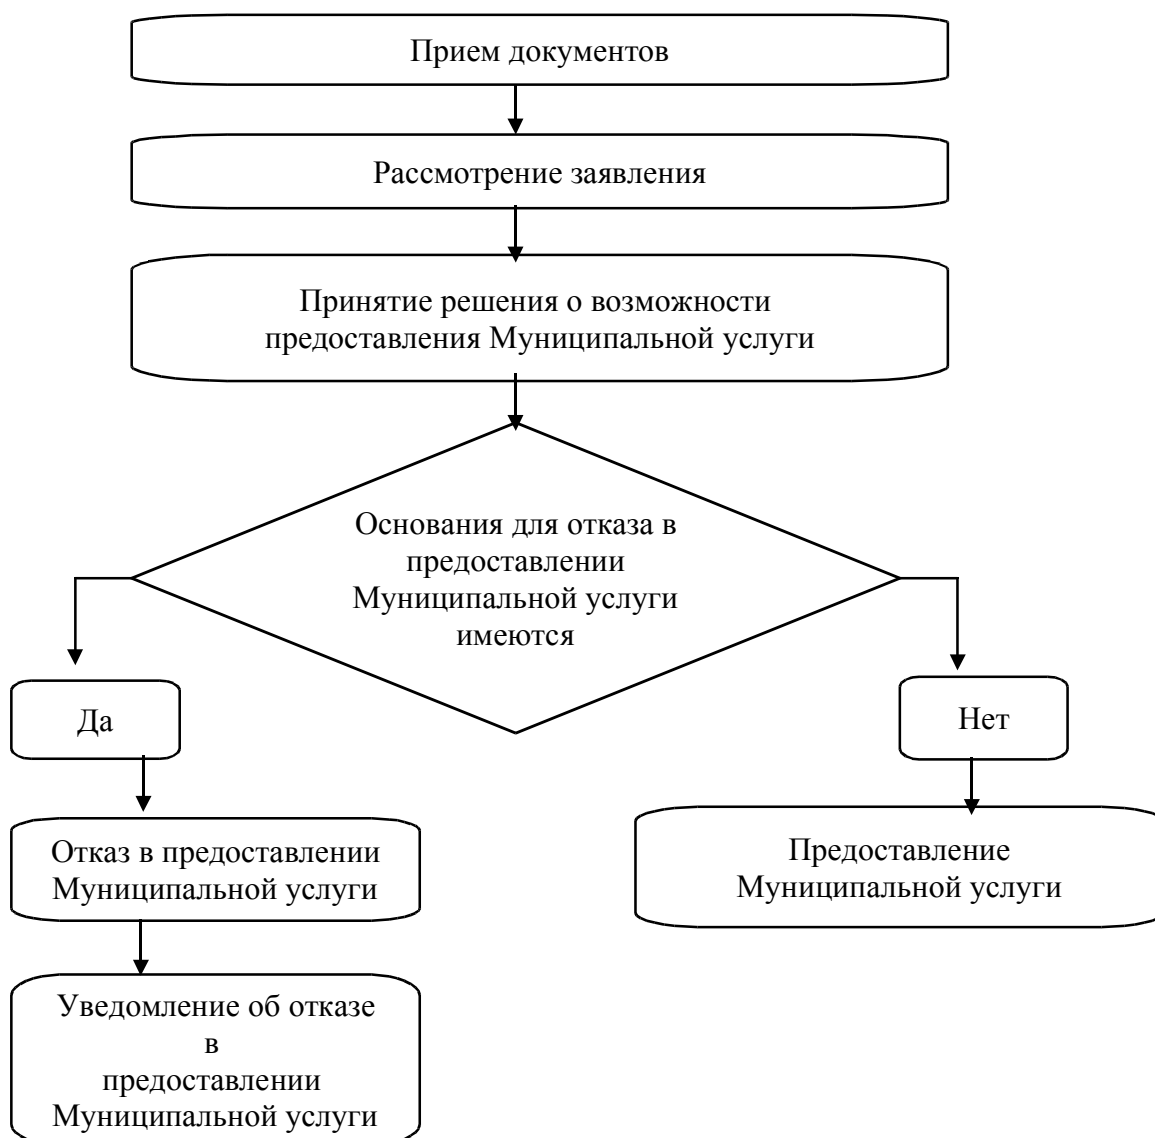 Прием документов
Рассмотрение заявления
Принятие решения о возможности
предоставления Муниципальной услуги
Основания для отказа в
предоставлении
Муниципальной услуги
имеются
Да
Нет
Отказ в предоставлении
Муниципальной услуги
Предоставление
Муниципальной услуги
Уведомление об отказе
в
предоставлении
Муниципальной услуги